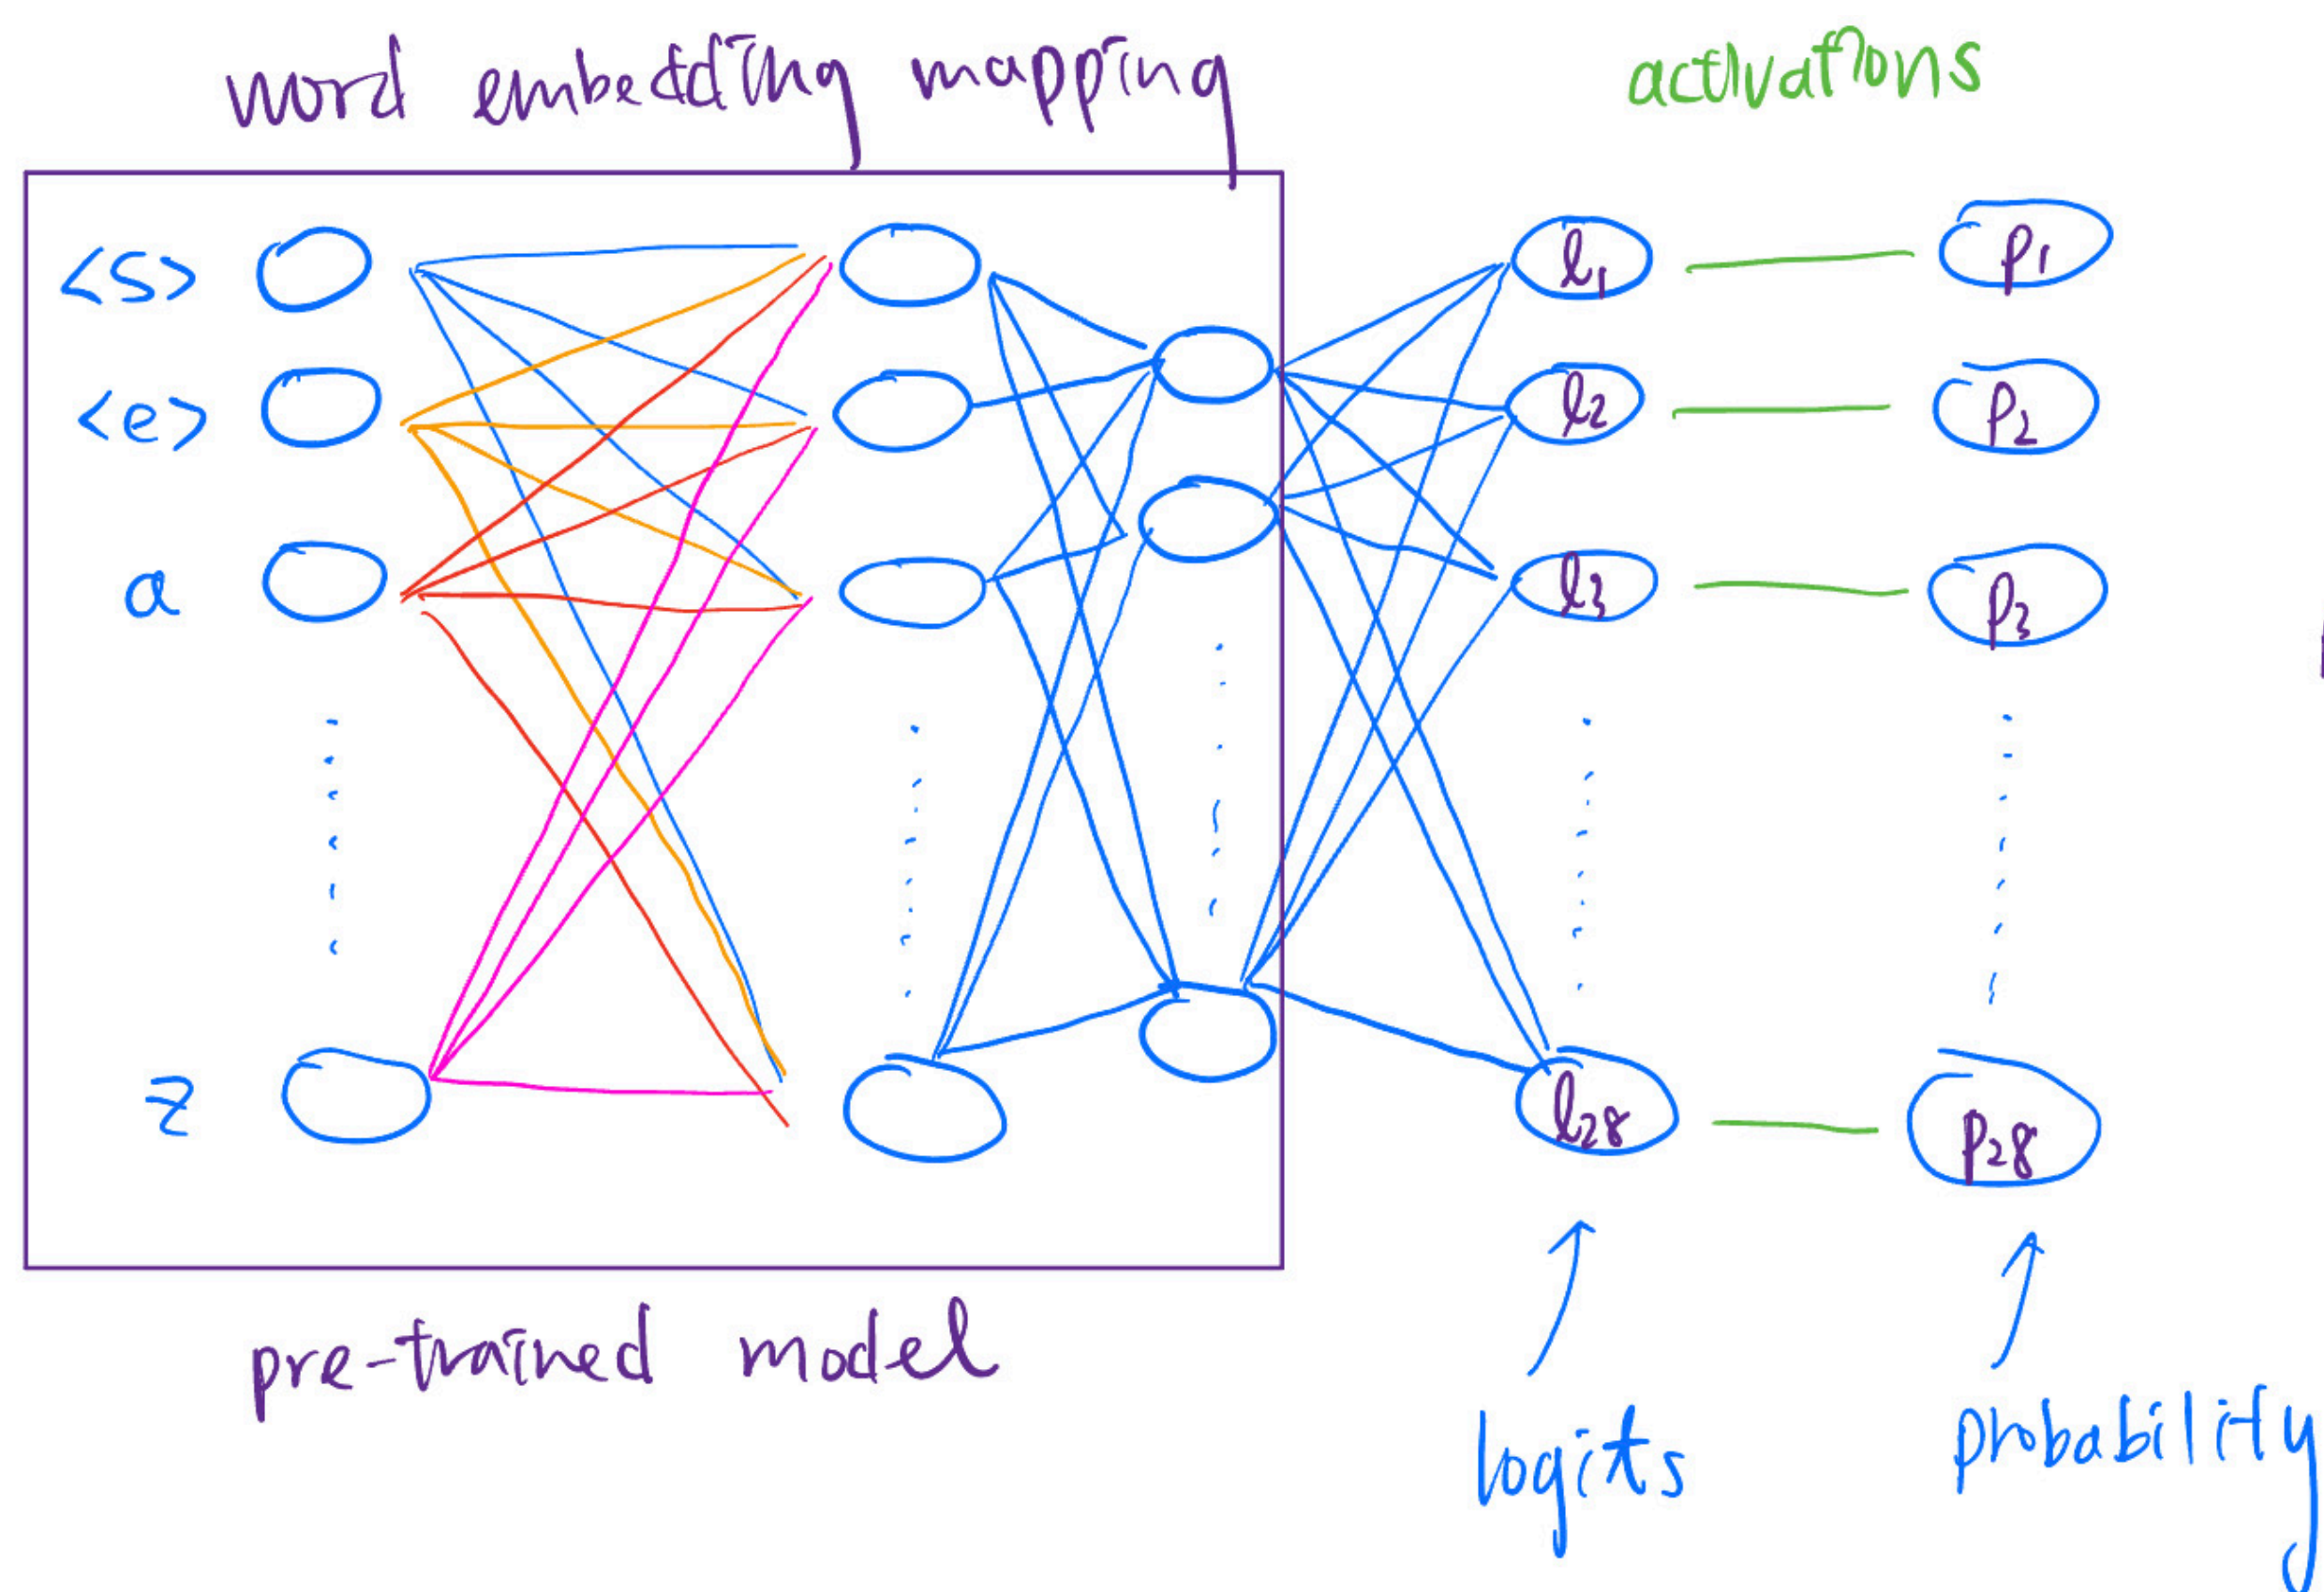 word embedding mapping
activations
<s>
l1
p1
<e>
l2
p2
a
l3
p3
z
l28
p28
pre-trained model
logits
probability